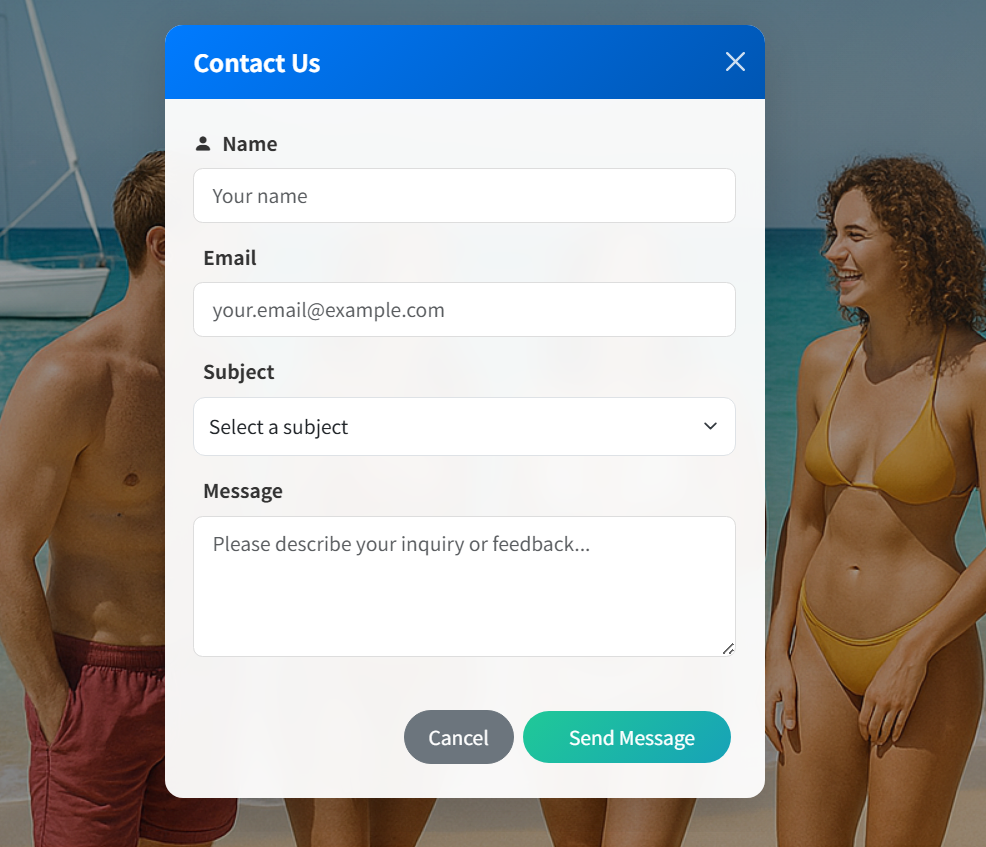 Contact Us
Name
Your name
Email
your.email@example.com
Subject
Select a subject
Message
Please describe your inquiry or feedback...
Cancel
Send Message